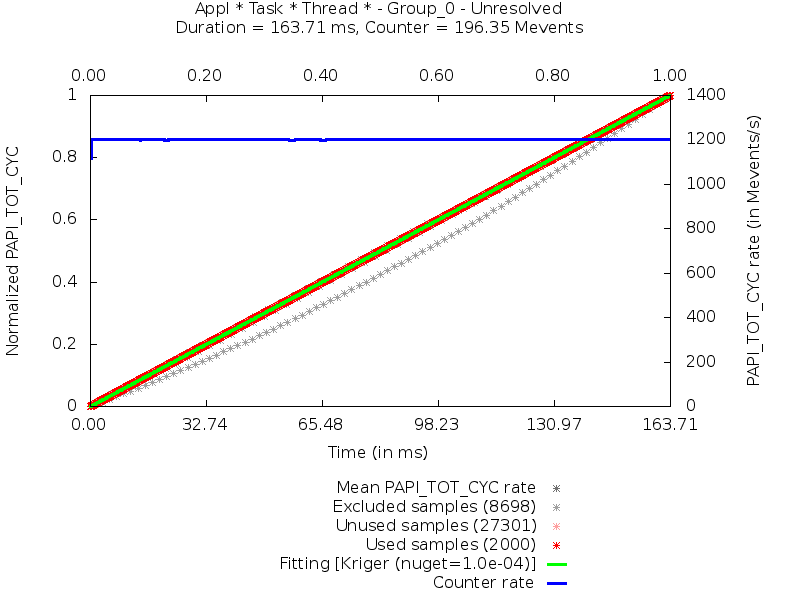 Appl * Task * Thread * - Group_0 - Unresolved
Duration = 163.71 ms, Counter = 196.35 Mevents
0.00 0.20 0.40 0.60 0.80 1.00
1 1400
1200
0.8
1000
0.6 800
600
0.4
400
0.2 200
0 0
Normalized PAPI_TOT_CYC
PAPI_TOT_CYC rate (in Mevents/s)
0.00 32.74 65.48 98.23 130.97 163.71
Time (in ms)
Mean PAPI_TOT_CYC rate
Excluded samples (8698)
Unused samples (27301)
Used samples (2000)
Fitting [Kriger (nuget=1.0e-04)]
Counter rate